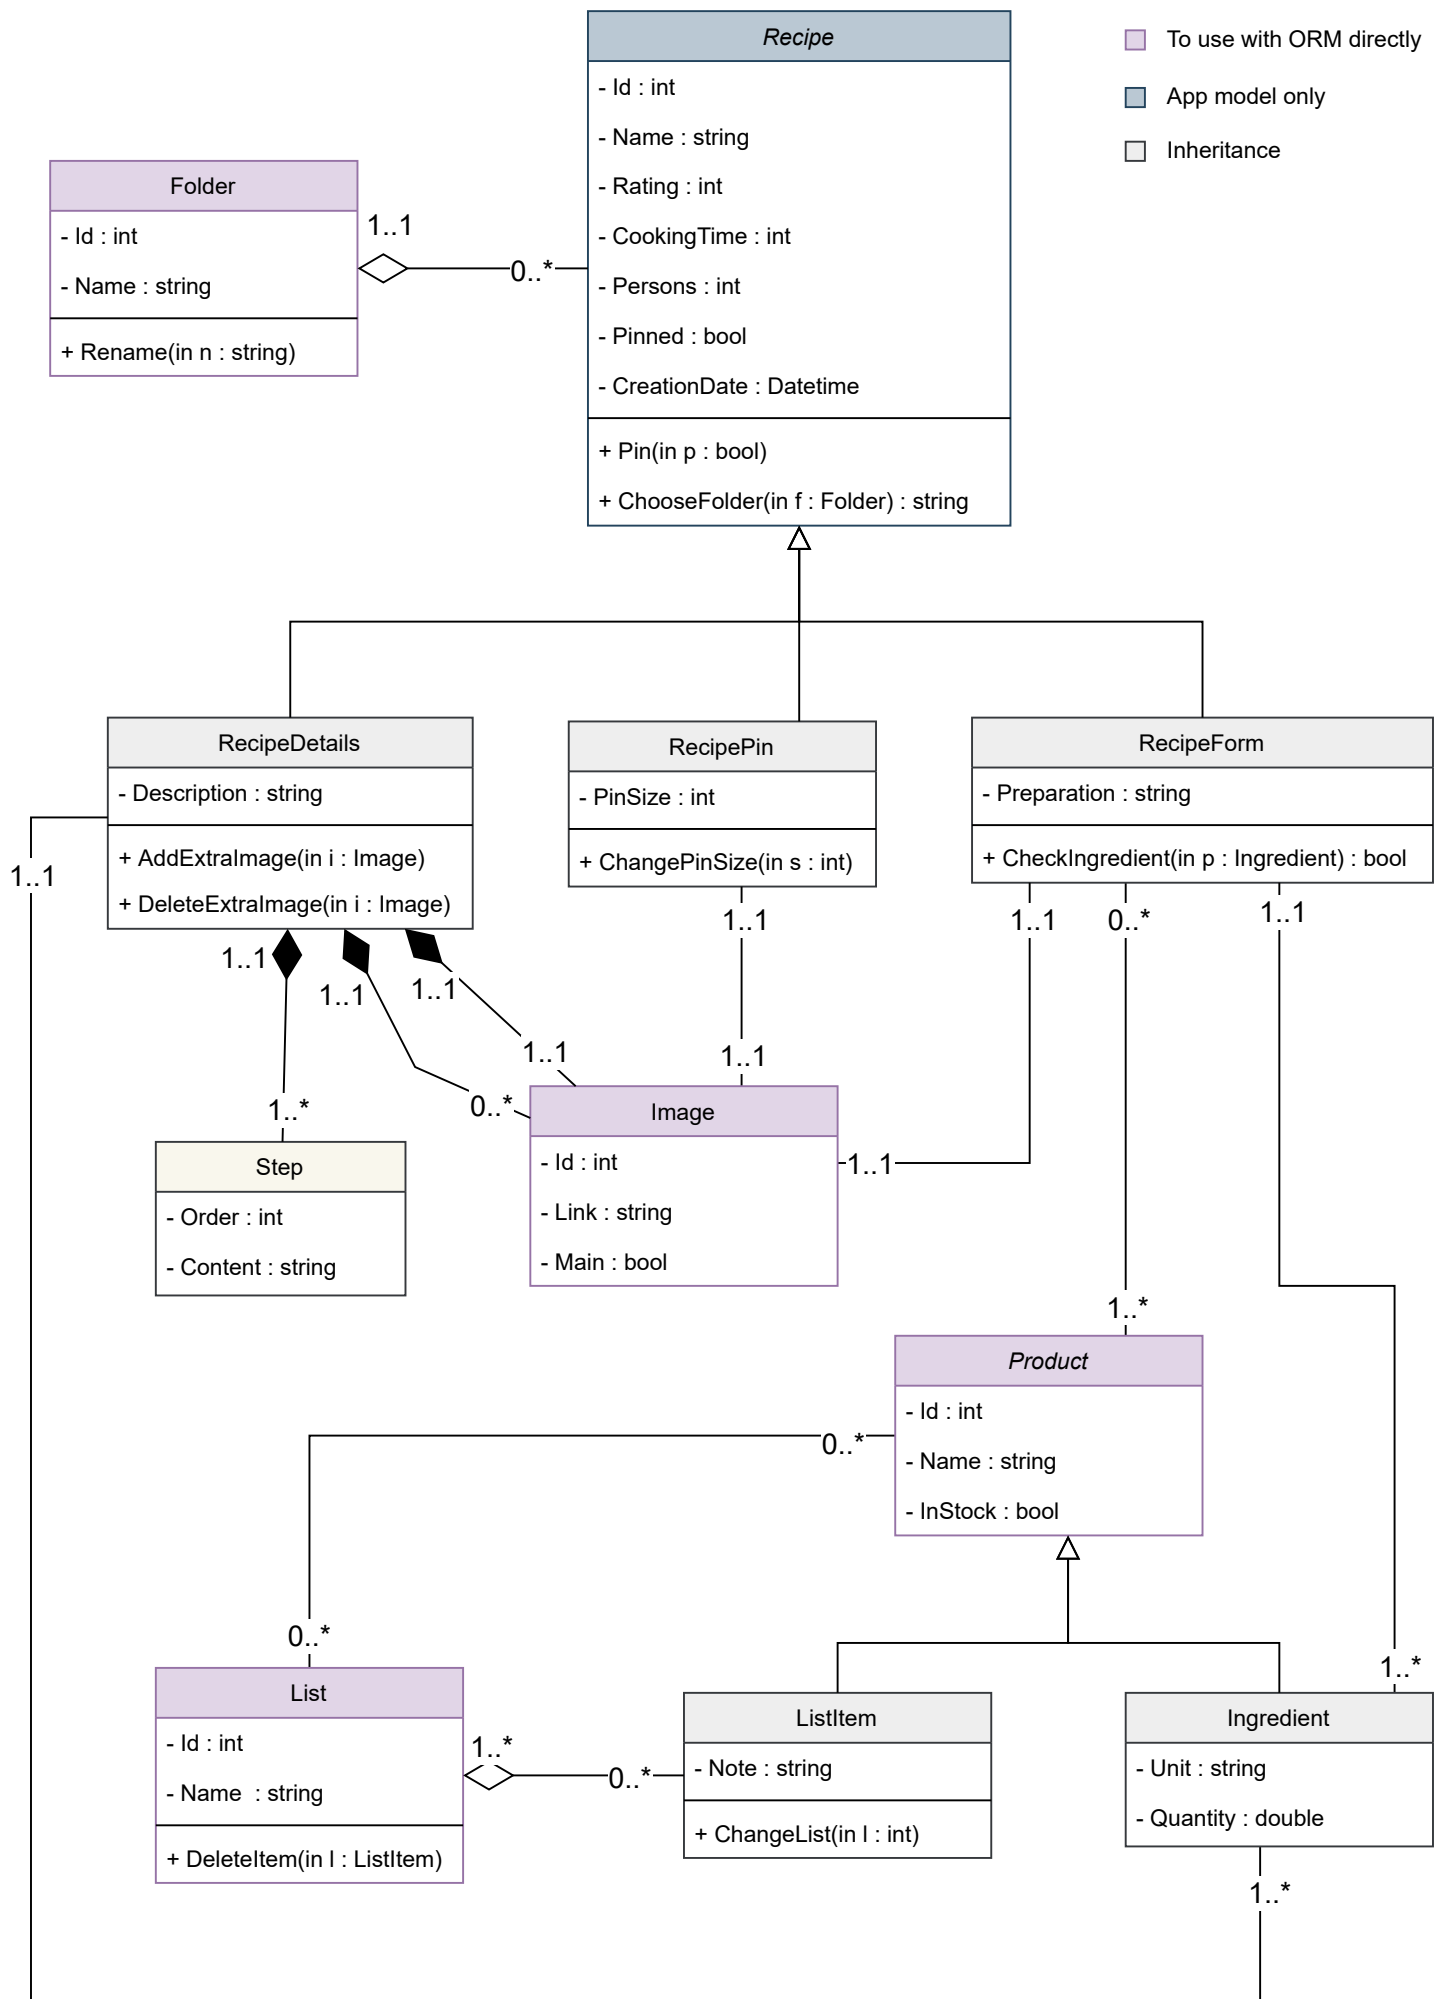 Recipe
- Id : int
- Name : string
- Rating : int
- CookingTime : int
- Persons : int
- Pinned : bool
- CreationDate : Datetime
+ Pin(in p : bool)
+ ChooseFolder(in f : Folder) : string
To use with ORM directly
App model only
Inheritance
Folder
- Id : int
- Name : string
+ Rename(in n : string)
1..1
0..*
RecipeDetails
- Description : string
+ AddExtraImage(in i : Image)
+ DeleteExtraImage(in i : Image)
RecipePin
- PinSize : int
+ ChangePinSize(in s : int)
RecipeForm
- Preparation : string
+ CheckIngredient(in p : Ingredient) : bool
1..1
1..1
1..1
1..1
1..1
1..1
0..*
1..1
1..1
1..1
1..*
0..*
1..1
Step
- Order : int
- Content : string
Image
- Id : int
- Link : string
- Main : bool
1..*
Product
- Id : int
- Name : string
- InStock : bool
0..*
0..*
1..*
List
- Id : int
- Name  : string
+ DeleteItem(in l : ListItem)
1..*
0..*
ListItem
- Note : string
+ ChangeList(in l : int)
Ingredient
- Unit : string
- Quantity : double
1..*